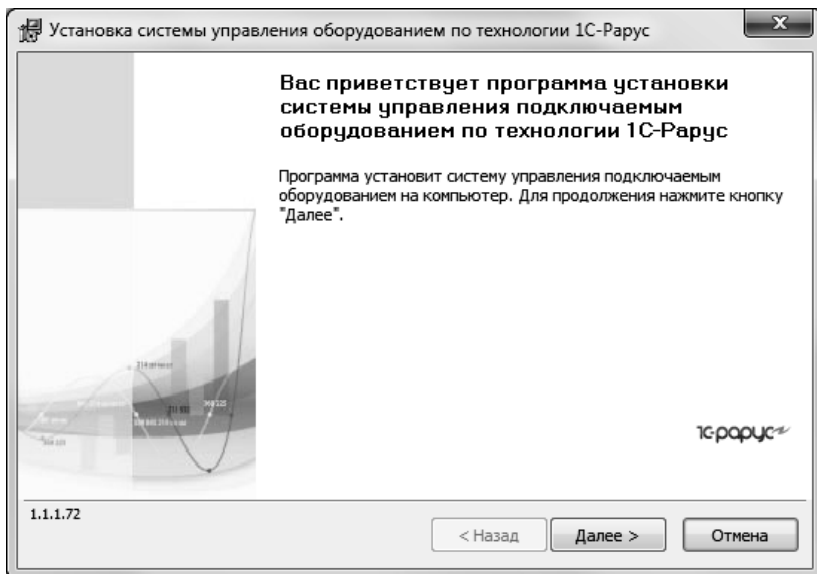 Установка системы управления оборудованием по технологии 1С-Рарус
Вас приветствует программа установки
системы управления подключаемым
оборудованием по технологии 1С-Рарус
Программа установит систему управления подключаемым
оборудованием на компьютер. Для продолжения нажмите кнопку
"Далее".
1С-рарус
1.1.1.72
< Назад
Далее >
Отмена